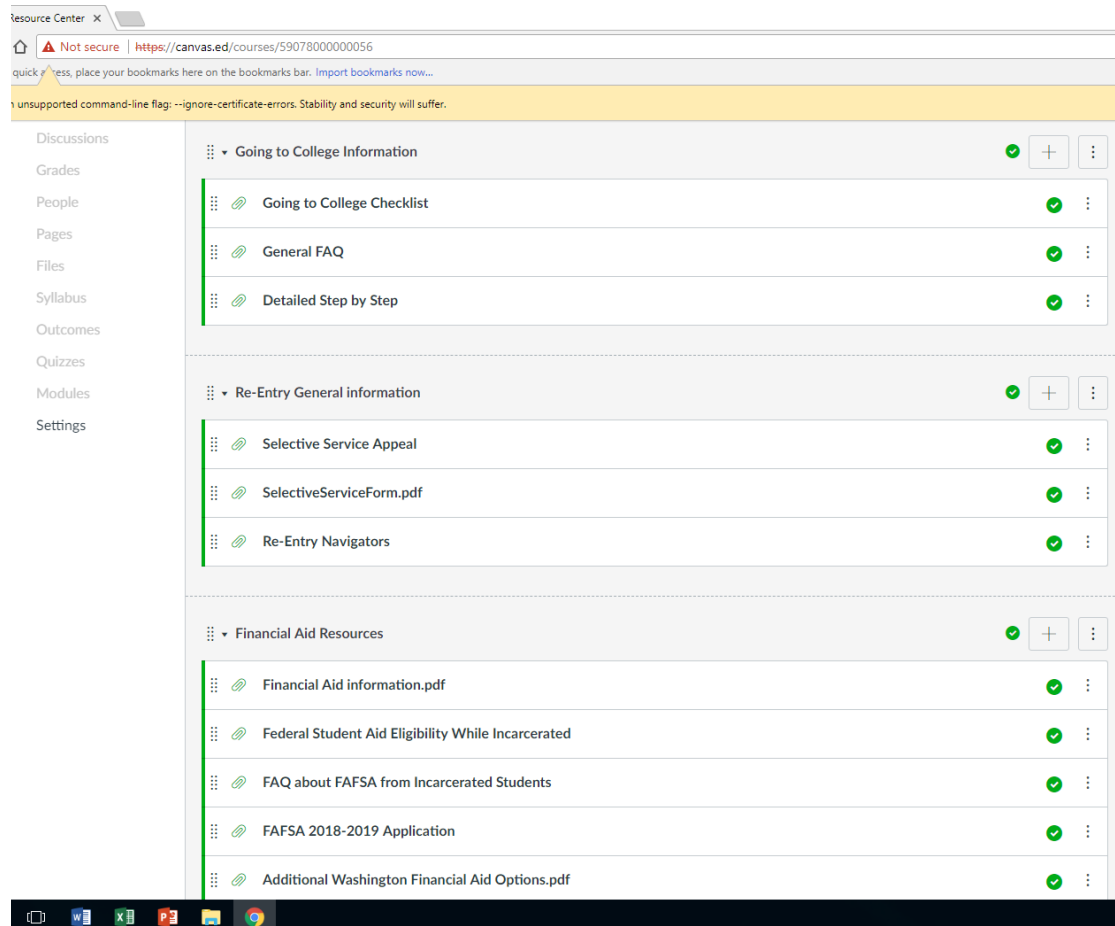 Resource Center
Not secure | https://canvas.ed/courses/59078000000056
quick access, place your bookmarks here on the bookmarks bar. Import bookmarks now...
unsupported command-line flag: --ignore-certificate-errors. Stability and security will suffer.
Discussions
Grades
People
Pages
Files
Syllabus
Outcomes
Quizzes
Modules
Settings
Going to College Information
Going to College Checklist
General FAQ
Detailed Step by Step
Re-Entry General information
Selective Service Appeal
SelectiveServiceForm.pdf
Re-Entry Navigators
Financial Aid Resources
Financial Aid information.pdf
Federal Student Aid Eligibility While Incarcerated
FAQ about FAFSA from Incarcerated Students
FAFSA 2018-2019 Application
Additional Washington Financial Aid Options.pdf